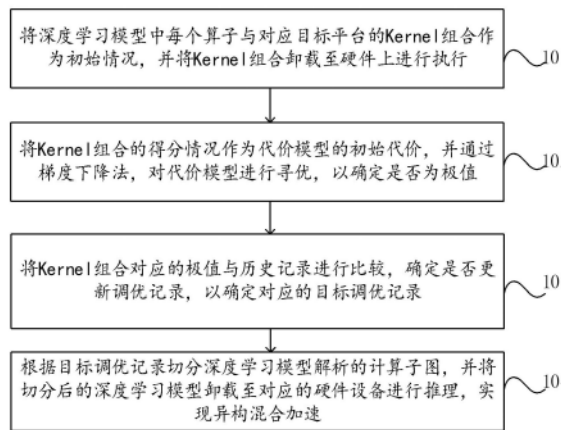 将深度学习模型中每个算子与对应目标平台的Kernel组合作
为初始情况，并将Kernel组合卸载至硬件上进行执行
10
将Kernel组合的得分情况作为代价模型的初始代价，并通过
梯度下降法，对代价模型进行寻优，以确定是否为极值
10
将Kernel组合对应的极值与历史记录进行比较，确定是否更
新调优记录，以确定对应的目标调优记录
10
根据目标调优记录切分深度学习模型解析的计算子图，并将
切分后的深度学习模型卸载至对应的硬件设备进行推理，实
现异构混合加速
10